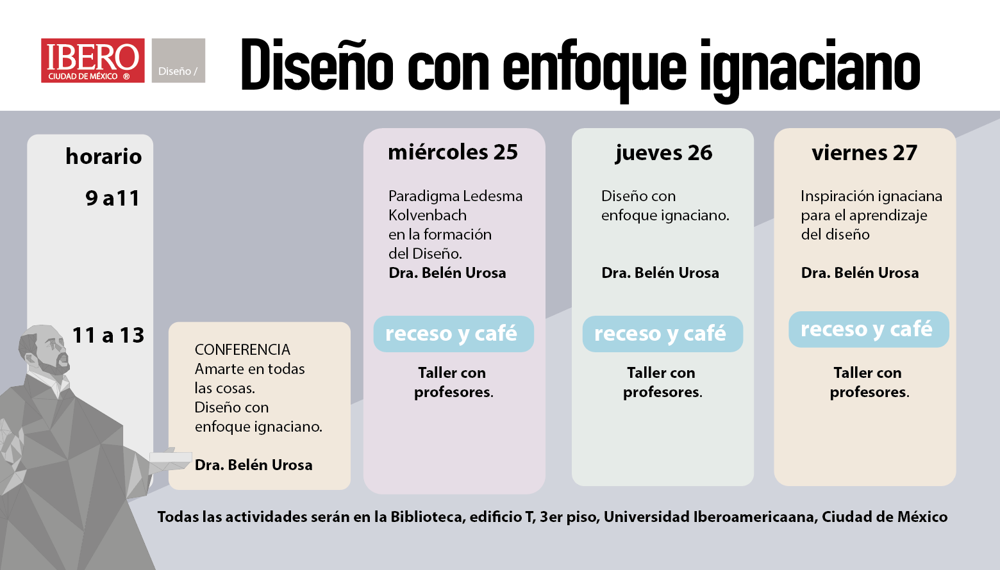 IBERO
CIUDAD DE MÉXICO ®
Diseño /
Diseño con enfoque ignaciano
horario
9 a11
11 a 13
CONFERENCIA
Amarte en todas
las cosas.
Diseño con
enfoque ignaciano.
Dra. Belén Urosa
miércoles 25
Paradigma Ledesma
Kolvenbach
en la formación
del Diseño.
Dra. Belén Urosa
receso y café
Taller con
profesores.
jueves 26
Diseño con
enfoque ignaciano.
Dra. Belén Urosa
receso y café
Taller con
profesores.
viernes 27
Inspiración ignaciana
para el aprendizaje
del diseño
Dra. Belén Urosa
receso y café
Taller con
profesores.
Todas las actividades serán en la Biblioteca, edificio T, 3er piso, Universidad Iberoamericaana, Ciudad de México